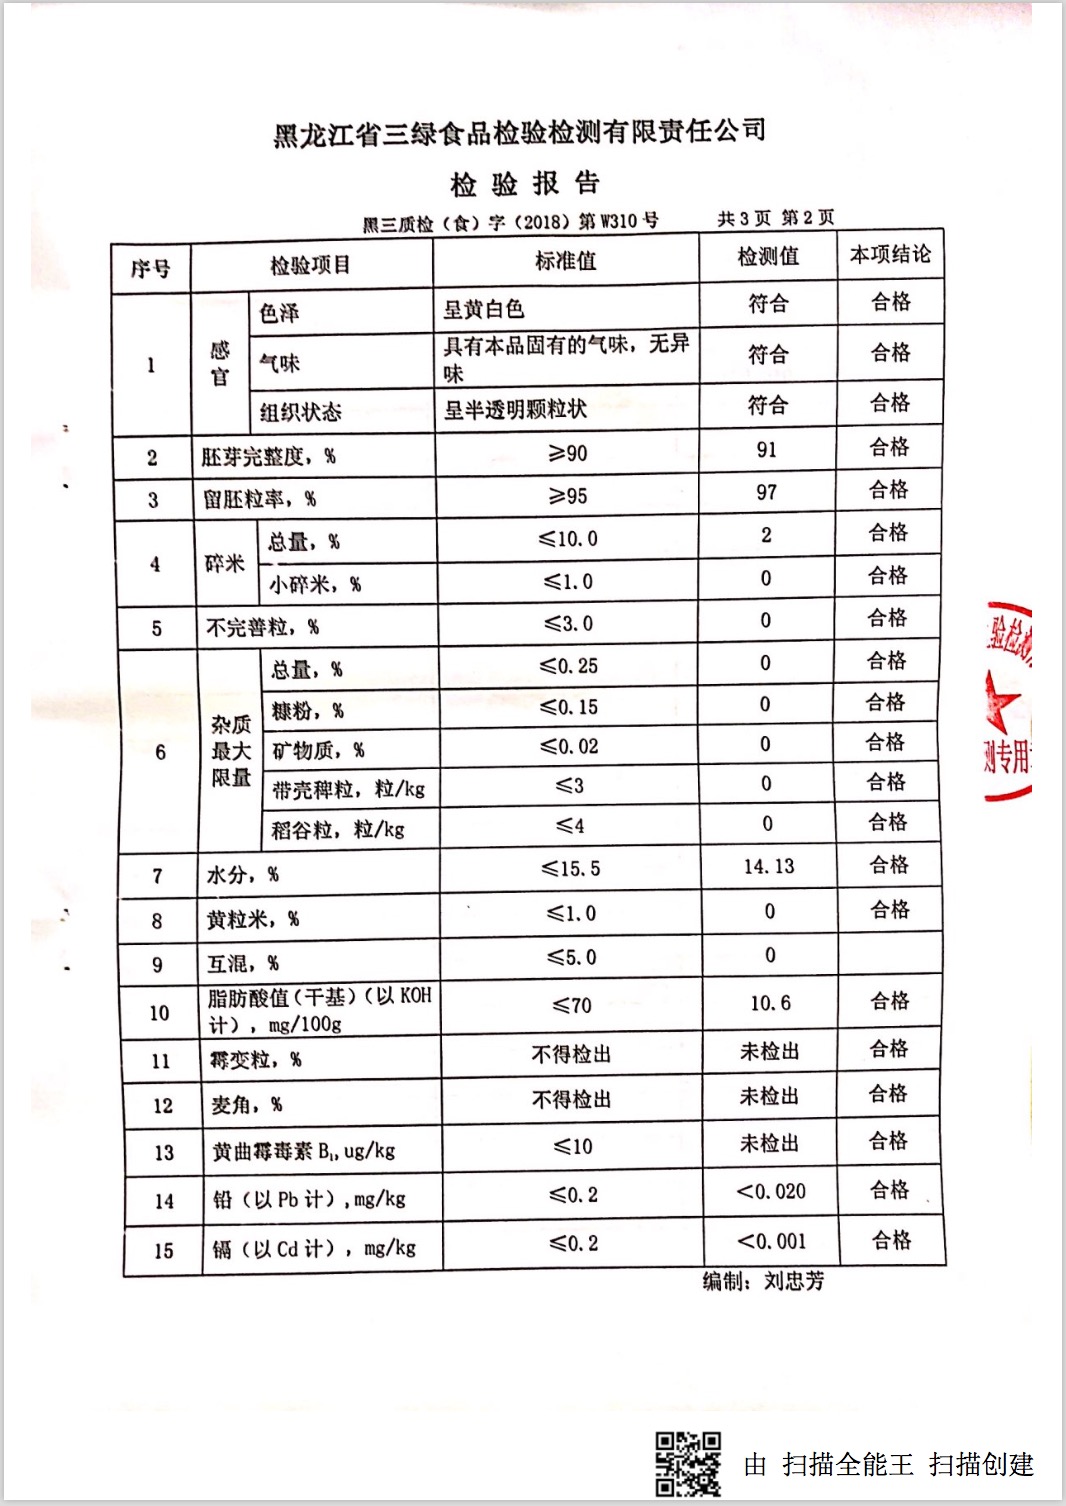 黑龙江省三绿食品检验检测有限责任公司
检验报告
黑三质检（食）字（2018）第W310号 共3页 第2页
序号 检验项目 标准值 检测值 本项结论
1 感官 色泽 呈黄白色 符合 合格
气味 具有本品固有的气味，无异
味 符合 合格
组织状态 呈半透明颗粒状 符合 合格
2 胚芽完整度，% ≥90 91 合格
3 留胚粒率，% ≥95 97 合格
4 碎米 总量，% ≤10.0 2 合格
小碎米，% ≤1.0 0 合格
5 不完善粒，% ≤3.0 0 合格
6 杂质最大限量 总量，% ≤0.25 0 合格
糠粉，% ≤0.15 0 合格
矿物质，% ≤0.02 0 合格
带壳稗粒，粒/kg ≤3 0 合格
稻谷粒，粒/kg ≤4 0 合格
7 水分，% ≤15.5 14.13 合格
8 黄粒米，% ≤1.0 0 合格
9 互混，% ≤5.0 0
10 脂肪酸值（干基）（以KOH
计），mg/100g ≤70 10.6 合格
11 霉变粒，% 不得检出 未检出 合格
12 麦角，% 不得检出 未检出 合格
13 黄曲霉毒素B₁,ug/kg ≤10 未检出 合格
14 铅（以Pb计）,mg/kg ≤0.2 <0.020 合格
15 镉（以Cd计），mg/kg ≤0.2 <0.001 合格
编制：刘忠芳
验检测
测专用
由 扫描全能王 扫描创建